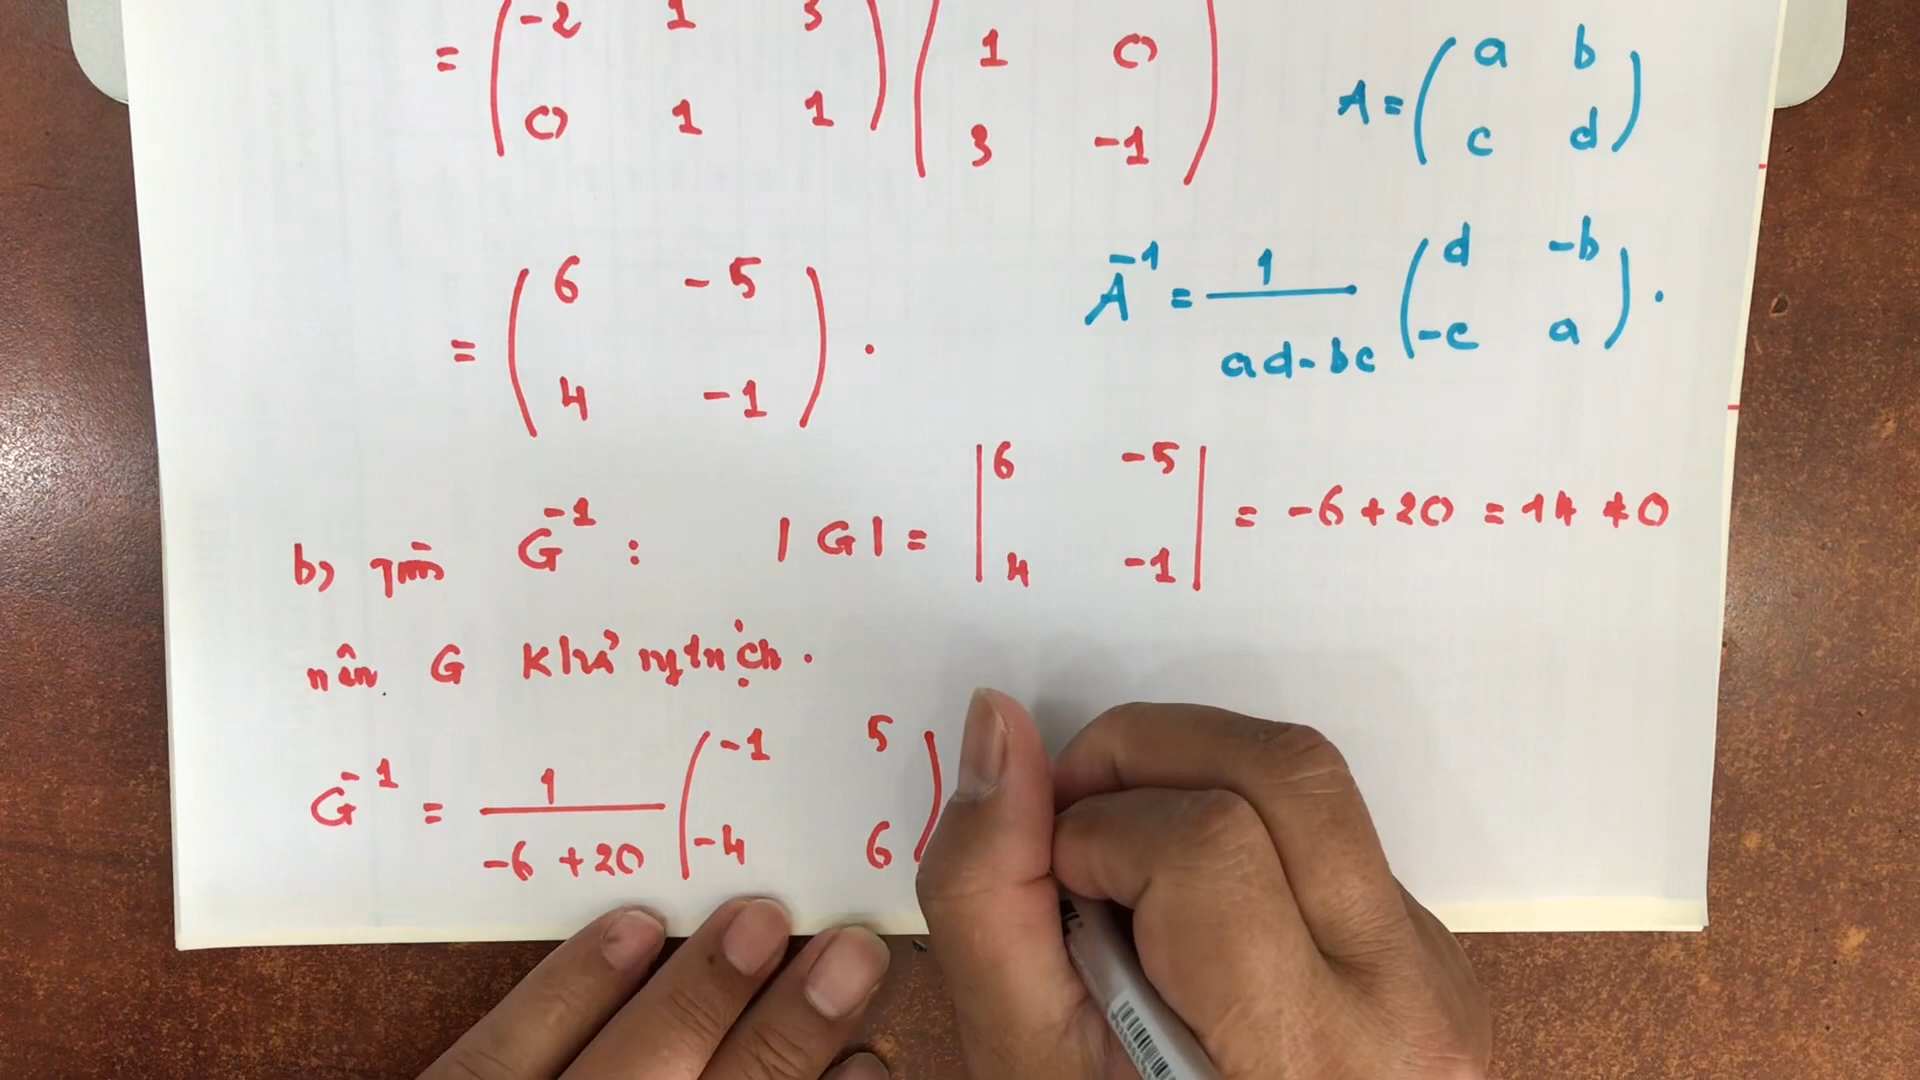 = ( -2 1 3 ) (
0 1 1
1 0
3 -1 )
A = ( a b
c d )
= ( 6 -5
4 -1 ) .
A⁻¹ = 1 / ad-bc ( d -b
-c a ) .
b) Tìm G⁻¹ : |G| = | 6 -5
4 -1 | = -6+20 = 14 ≠ 0
nên G Khả nghịch .
G⁻¹ = 1 / -6 +20 ( -1 5
-4 6 )